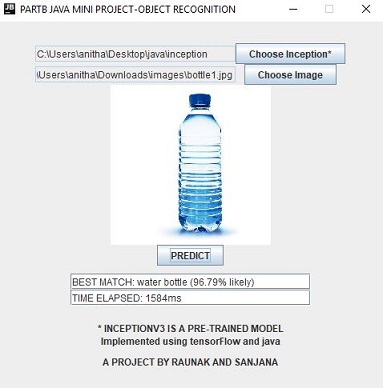 JB PARTB JAVA MINI PROJECT-OBJECT RECOGNITION
C:\Users\anitha\Desktop\java\inception Choose Inception*
\Users\anitha\Downloads\images\bottle1.jpg Choose Image
PREDICT
BEST MATCH: water bottle (96.79% likely)
TIME ELAPSED: 1584ms
* INCEPTIONV3 IS A PRE-TRAINED MODEL
Implemented using tensorFlow and java
A PROJECT BY RAUNAK AND SANJANA